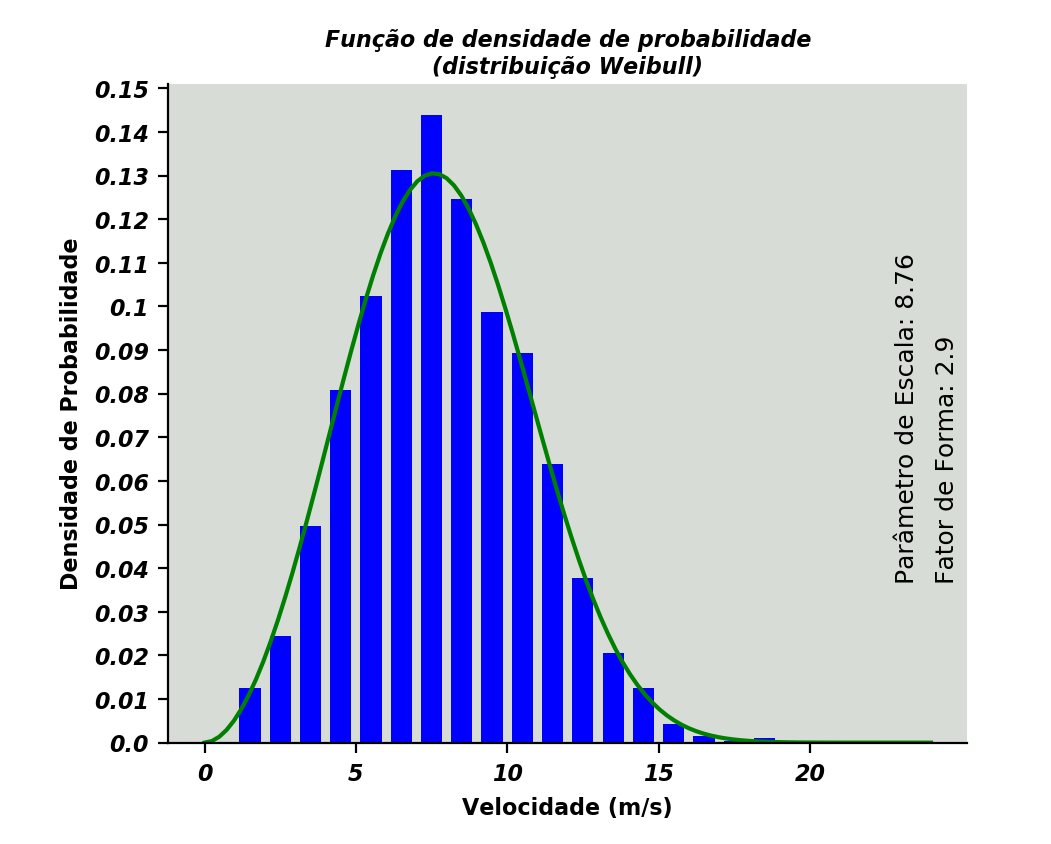 Função de densidade de probabilidade
(distribuição Weibull)
Densidade de Probabilidade
0.15
0.14
0.13
0.12
0.11
0.1
0.09
0.08
0.07
0.06
0.05
0.04
0.03
0.02
0.01
0.0
Parâmetro de Escala: 8.76
Fator de Forma: 2.9
0 5 10 15 20
Velocidade (m/s)